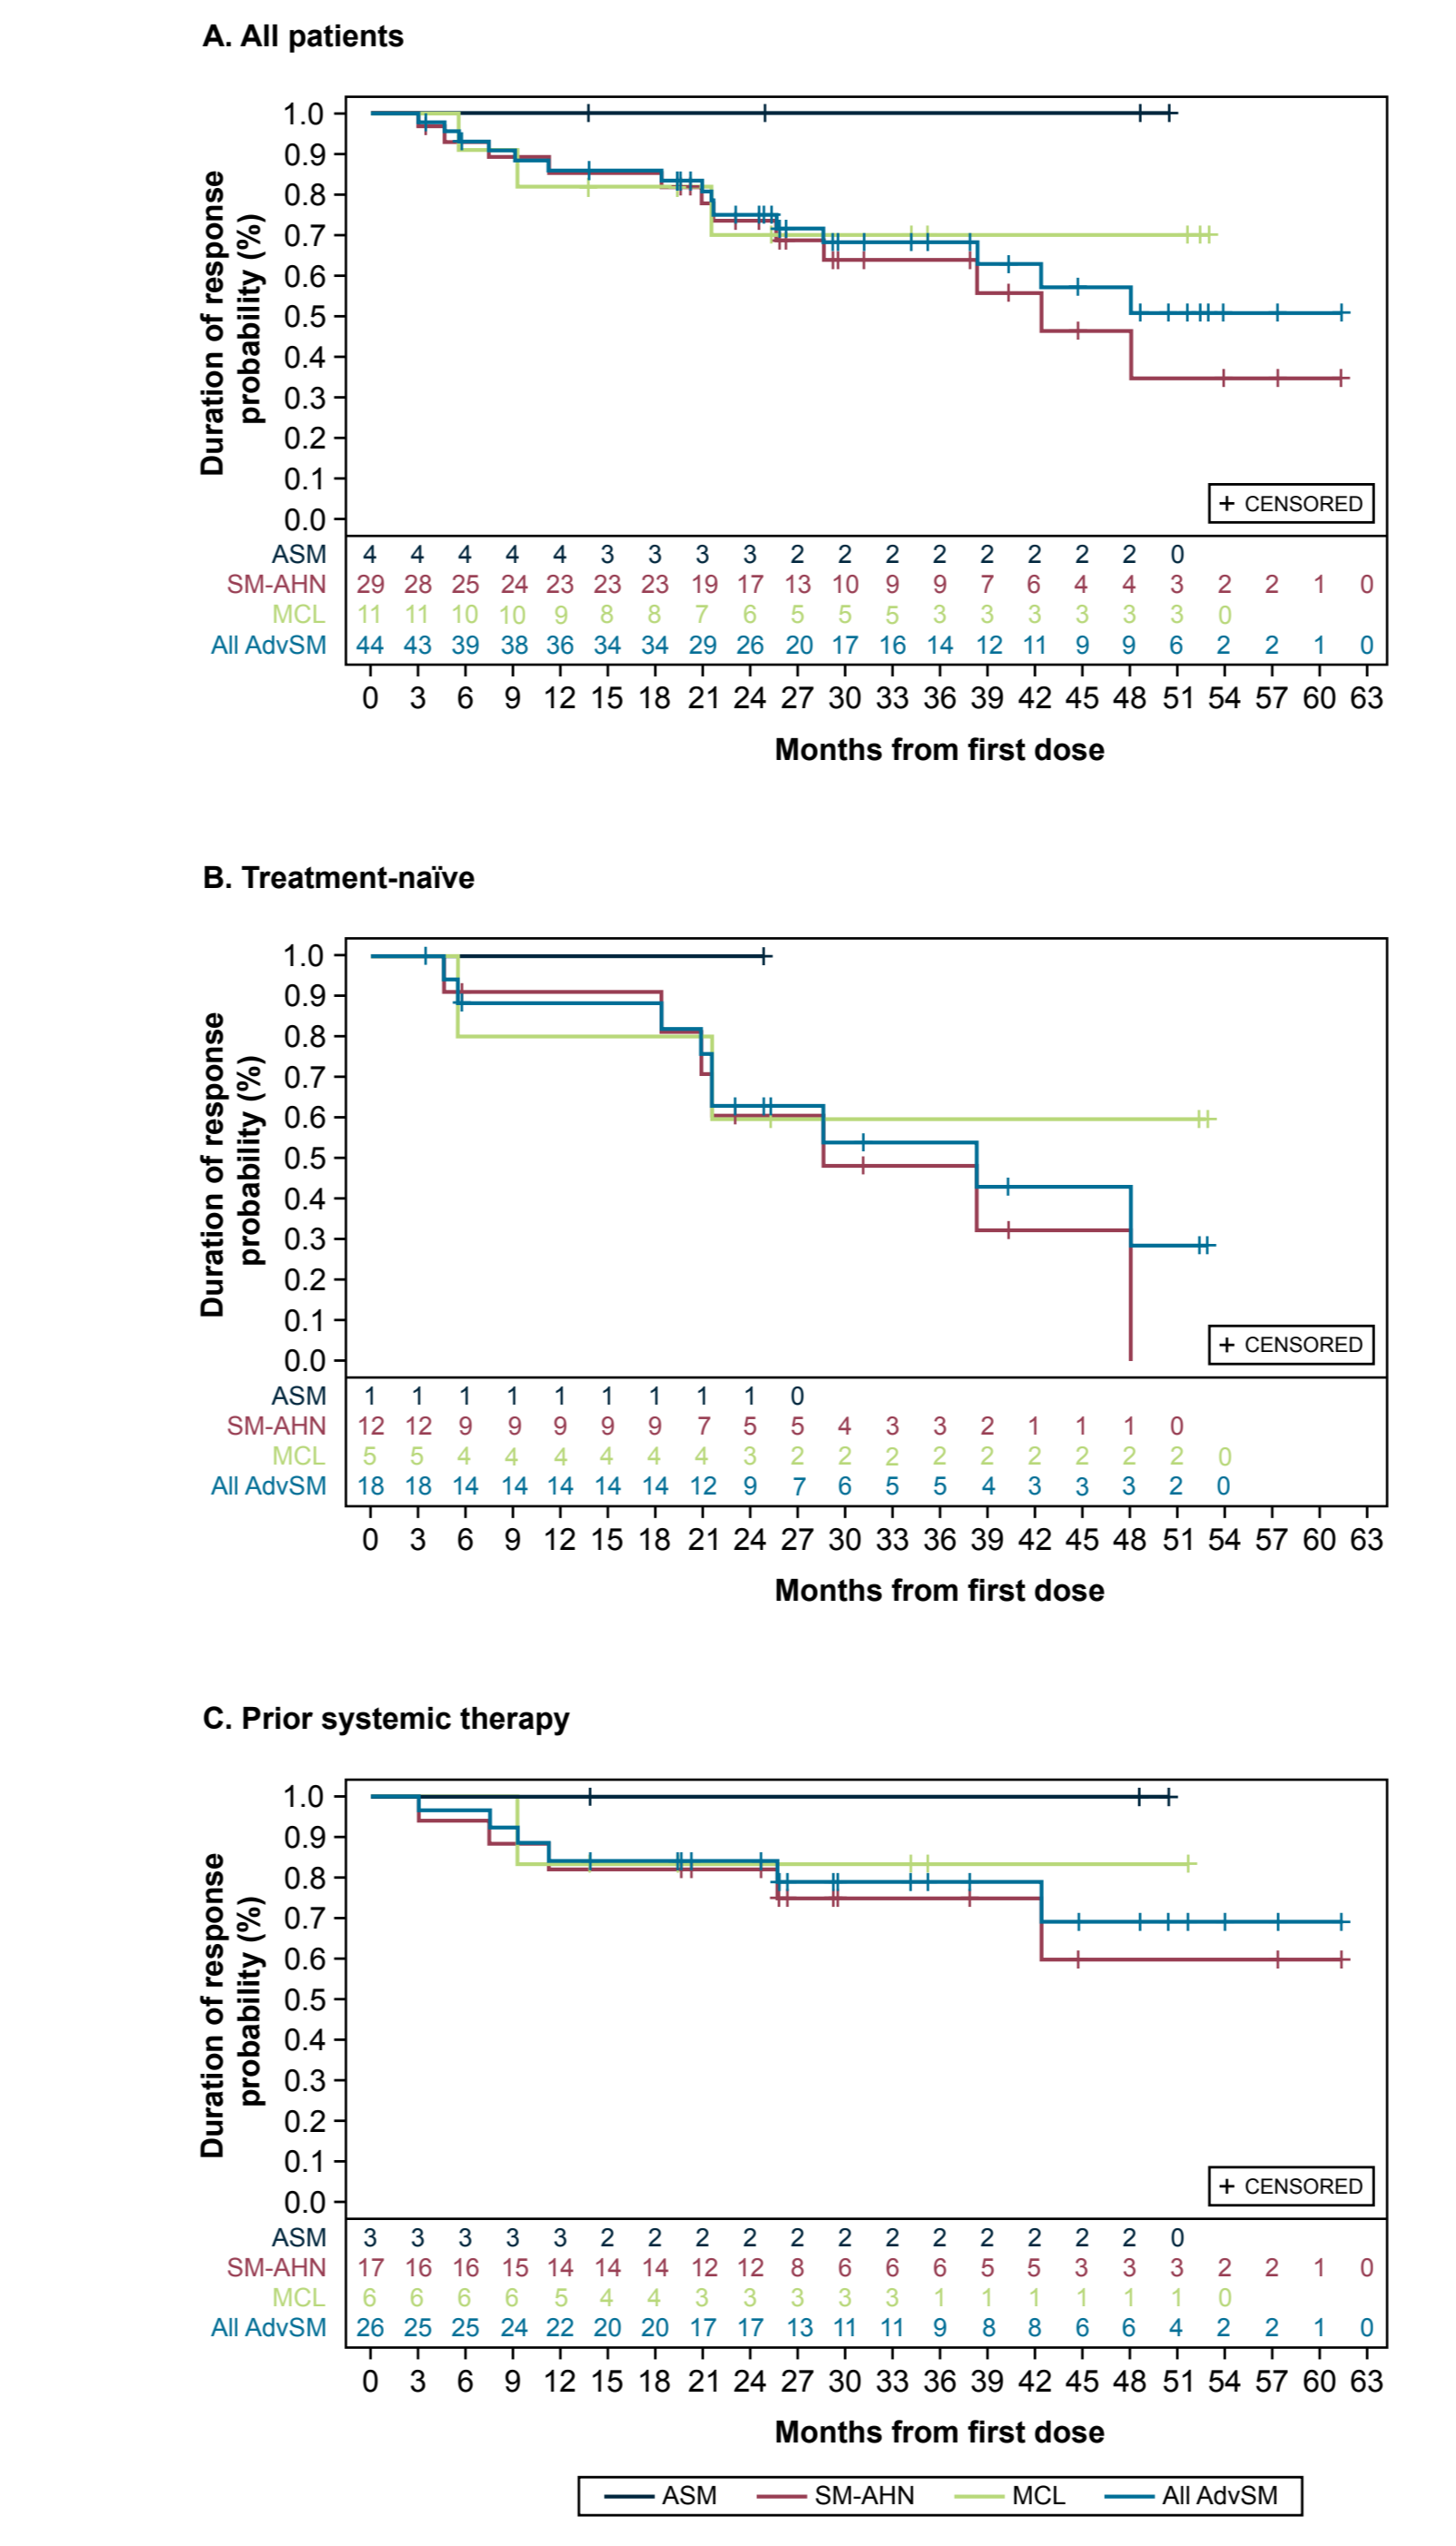 A. All patients
Duration of response
probability (%)
1.0
0.9
0.8
0.7
0.6
0.5
0.4
0.3
0.2
0.1
0.0
+ CENSORED
ASM 4 4 4 4 4 3 3 3 3 2 2 2 2 2 2 2 2 0
SM-AHN 29 28 25 24 23 23 23 19 17 13 10 9 9 7 6 4 4 3 2 2 1 0
MCL 11 11 10 10 9 8 8 7 6 5 5 5 3 3 3 3 3 3 0
All AdvSM 44 43 39 38 36 34 34 29 26 20 17 16 14 12 11 9 9 6 2 2 1 0
0 3 6 9 12 15 18 21 24 27 30 33 36 39 42 45 48 51 54 57 60 63
Months from first dose
B. Treatment-naïve
Duration of response
probability (%)
1.0
0.9
0.8
0.7
0.6
0.5
0.4
0.3
0.2
0.1
0.0
+ CENSORED
ASM 1 1 1 1 1 1 1 1 1 0
SM-AHN 12 12 9 9 9 9 9 7 5 5 4 3 3 2 1 1 1 0
MCL 5 5 4 4 4 4 4 4 3 2 2 2 2 2 2 2 2 2 0
All AdvSM 18 18 14 14 14 14 14 12 9 7 6 5 5 4 3 3 3 2 0
0 3 6 9 12 15 18 21 24 27 30 33 36 39 42 45 48 51 54 57 60 63
Months from first dose
C. Prior systemic therapy
Duration of response
probability (%)
1.0
0.9
0.8
0.7
0.6
0.5
0.4
0.3
0.2
0.1
0.0
+ CENSORED
ASM 3 3 3 3 3 2 2 2 2 2 2 2 2 2 2 2 2 0
SM-AHN 17 16 16 15 14 14 14 12 12 8 6 6 6 5 5 3 3 3 2 2 1 0
MCL 6 6 6 6 5 4 4 3 3 3 3 3 1 1 1 1 1 1 0
All AdvSM 26 25 25 24 22 20 20 17 17 13 11 11 9 8 8 6 6 4 2 2 1 0
0 3 6 9 12 15 18 21 24 27 30 33 36 39 42 45 48 51 54 57 60 63
Months from first dose
ASM SM-AHN MCL All AdvSM